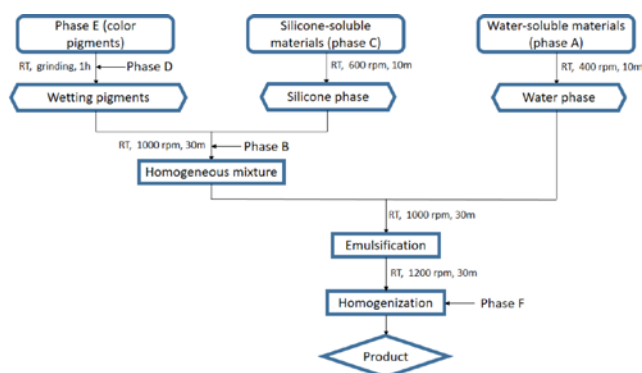 Phase E (color
pigments)
Silicone-soluble
materials (phase C)
Water-soluble materials
(phase A)
RT, grinding, 1h
Phase D
RT, 600 rpm, 10m
RT, 400 rpm, 10m
Wetting pigments
Silicone phase
Water phase
RT, 1000 rpm, 30m
Phase B
Homogeneous mixture
RT, 1000 rpm, 30m
Emulsification
RT, 1200 rpm, 30m
Homogenization
Phase F
Product